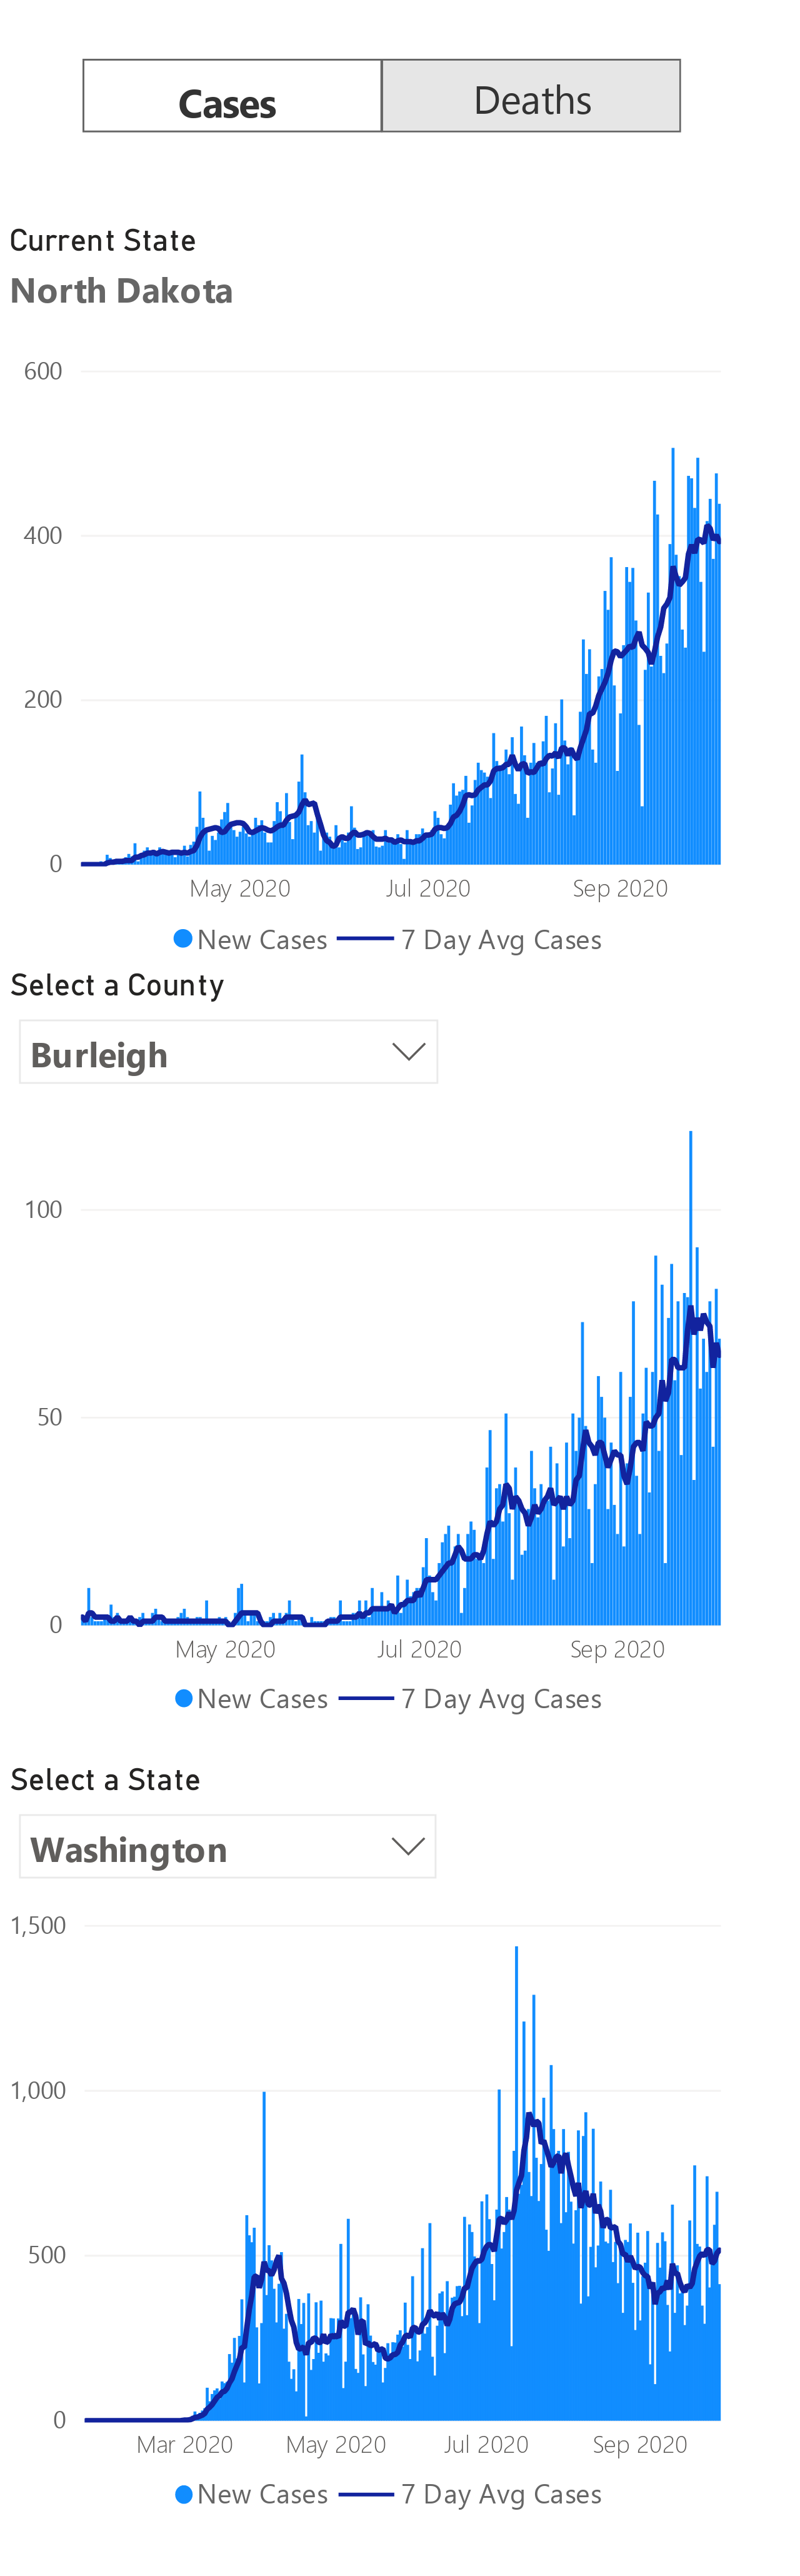 Cases Deaths
Current State
North Dakota
600
400
200
0
May 2020 Jul 2020 Sep 2020
New Cases 7 Day Avg Cases
Select a County
Burleigh
100
50
0
May 2020 Jul 2020 Sep 2020
New Cases 7 Day Avg Cases
Select a State
Washington
1,500
1,000
500
0
Mar 2020 May 2020 Jul 2020 Sep 2020
New Cases 7 Day Avg Cases